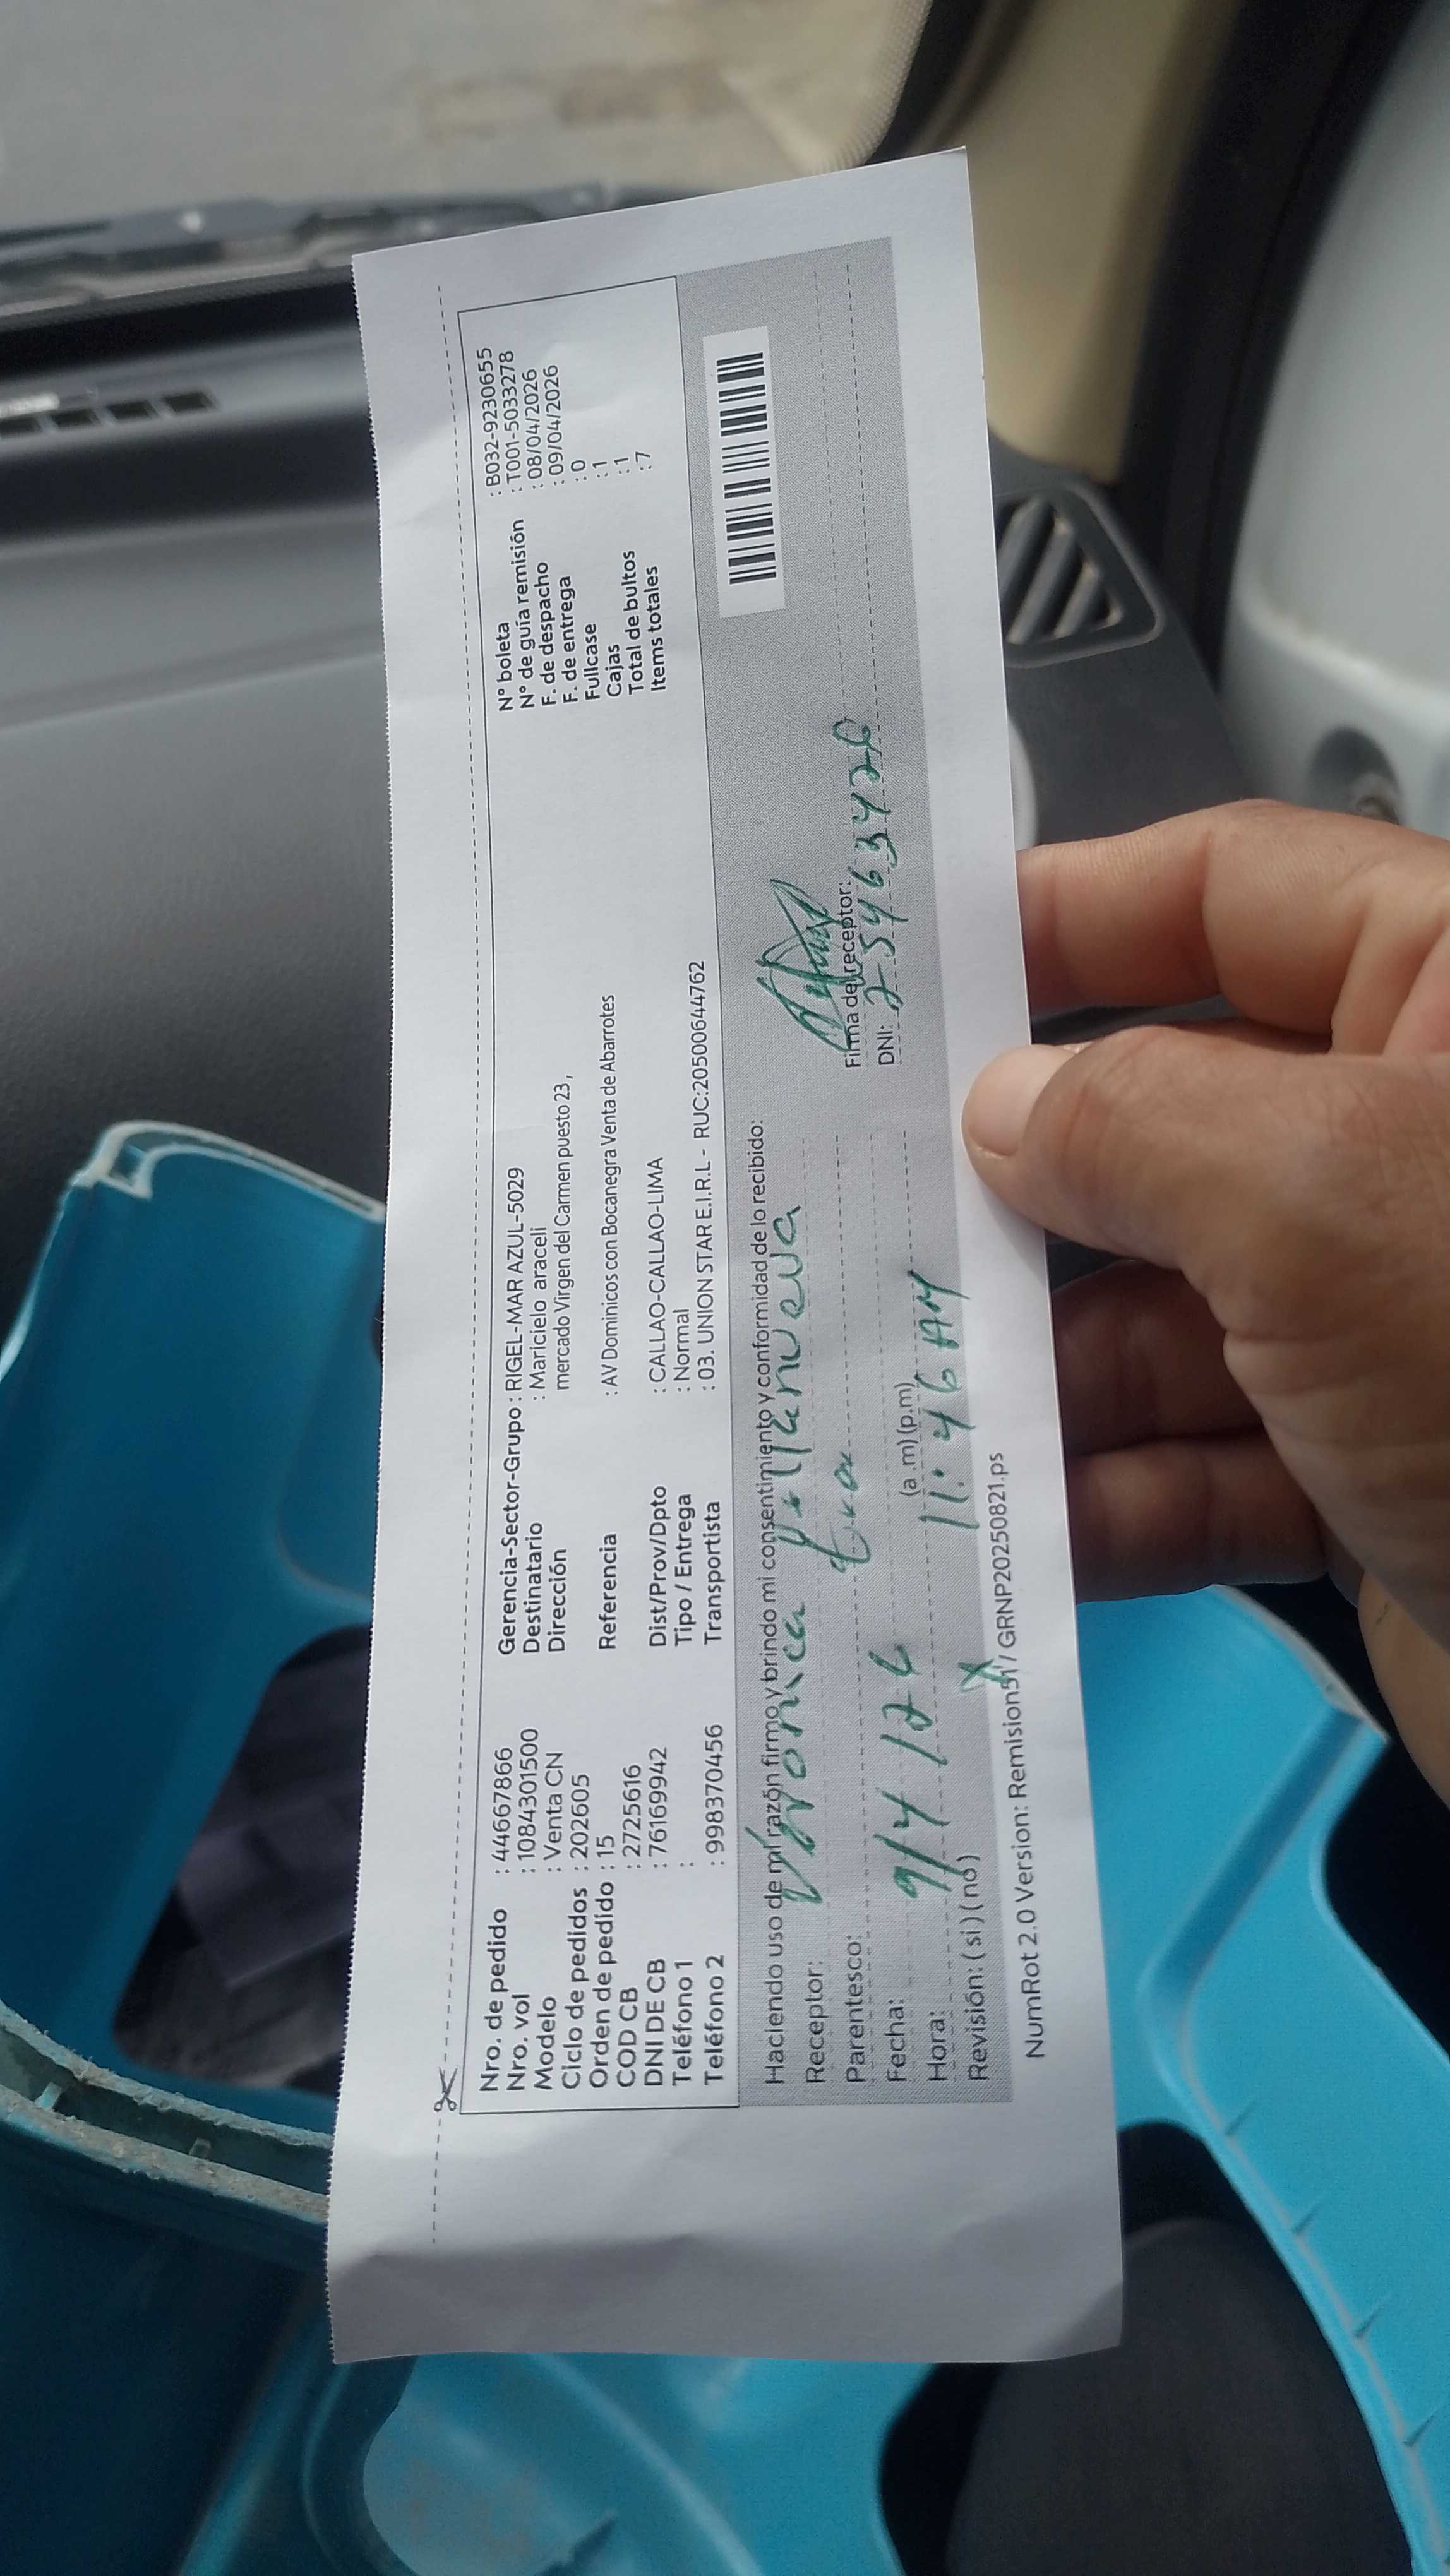 Nro. de pedido : 44667866 Gerencia-Sector-Grupo : RIGEL-MAR AZUL-5029 N° boleta : B032-9230655
Nro. vol : 1084301500 Destinatario : Maricielo araceli N° de guía remisión : T001-5033278
Modelo : Venta CN Dirección mercado Virgen del Carmen puesto 23 , F. de despacho : 08/04/2026
Ciclo de pedidos : 202605 F. de entrega : 09/04/2026
Orden de pedido : 15 Referencia : AV Dominicos con Bocanegra Venta de Abarrotes Fullcase : 0
COD CB : 2725616 Cajas : 1
DNI DE CB : 76169942 Dist/Prov/Dpto : CALLAO-CALLAO-LIMA Total de bultos : 1
Teléfono 1 : Tipo / Entrega : Normal Items totales : 7
Teléfono 2 : 998370456 Transportista : 03. UNION STAR E.I.R.L - RUC:20500644762
Haciendo uso de mi razón firmo y brindo mi consentimiento y conformidad de lo recibido:
Receptor: Villanueva
Parentesco: Firma del receptor:
Fecha: 9/4/26 DNI: 25463426
Hora: (a .m) (p.m) 11:46 AM
Revisión: ( si ) ( no ) X
NumRot 2.0 Version: Remision51 / GRNP20250821.ps